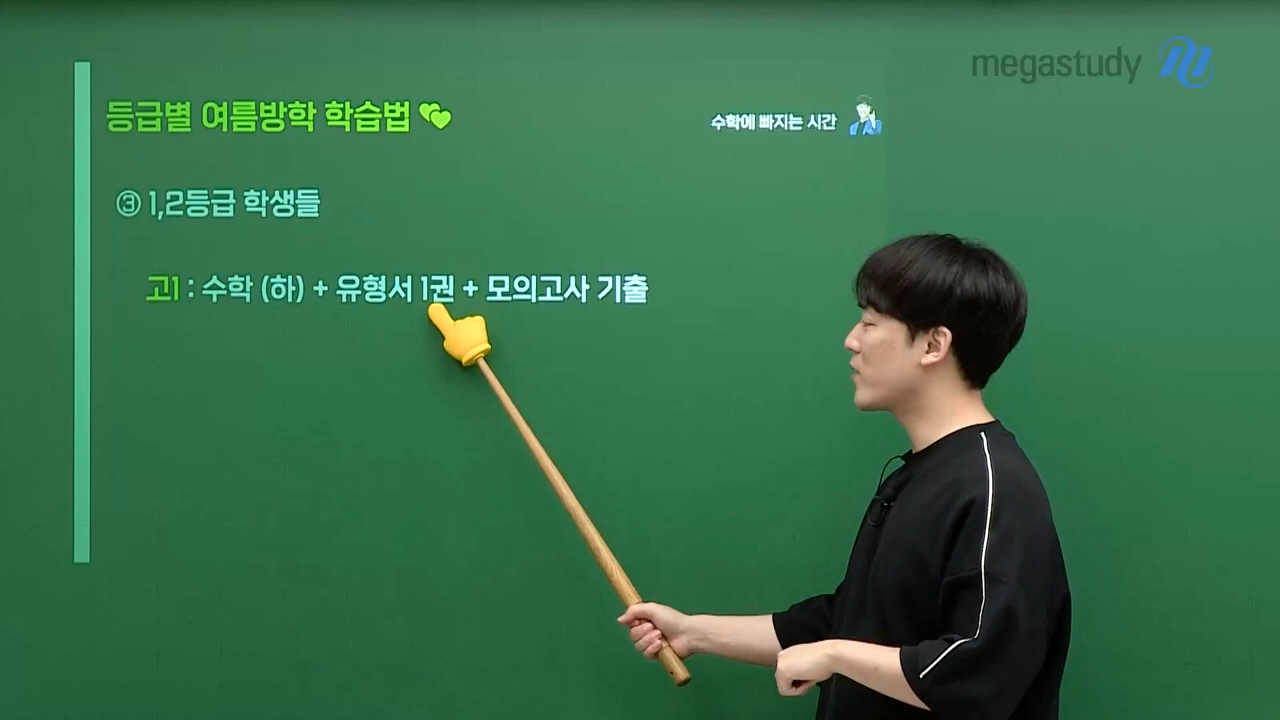 megastudy
등급별 여름방학 학습법
수학에 빠지는 시간
③ 1,2등급 학생들
고1 : 수학 (하) + 유형서 1권 + 모의고사 기출